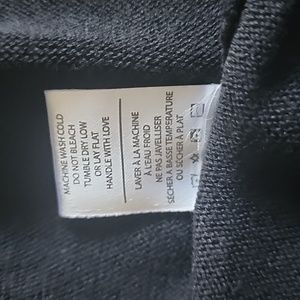 MACHINE WASH COLD
DO NOT BLEACH
TUMBLE DRY LOW
OR LAY FLAT
HANDLE WITH LOVE
LAVER À LA MACHINE
À L'EAU FROID
NE PAS JAVELLISER
SÉCHER A BASSE TEMPERATURE
OU SÉCHER À PLAT